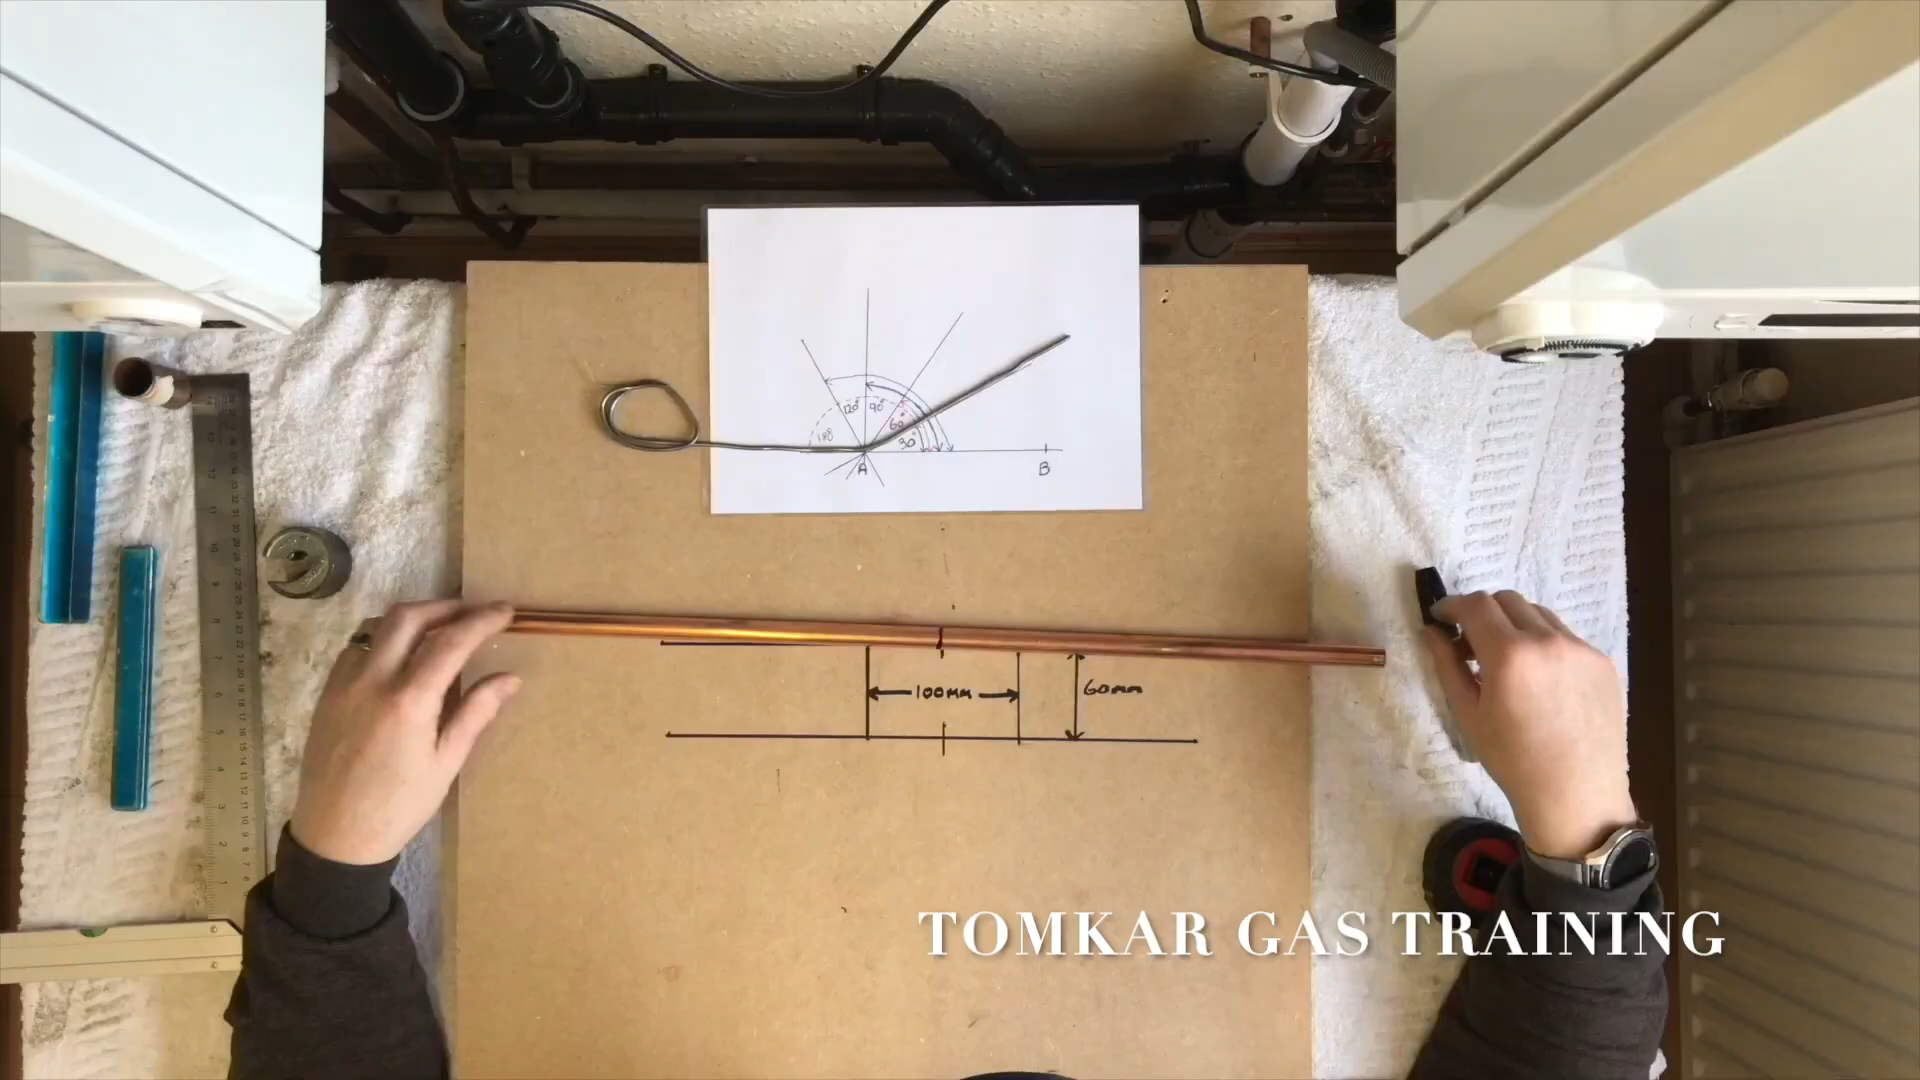 120° 90°
60°
180
30°
A B
100mm
60mm
TOMKAR GAS TRAINING